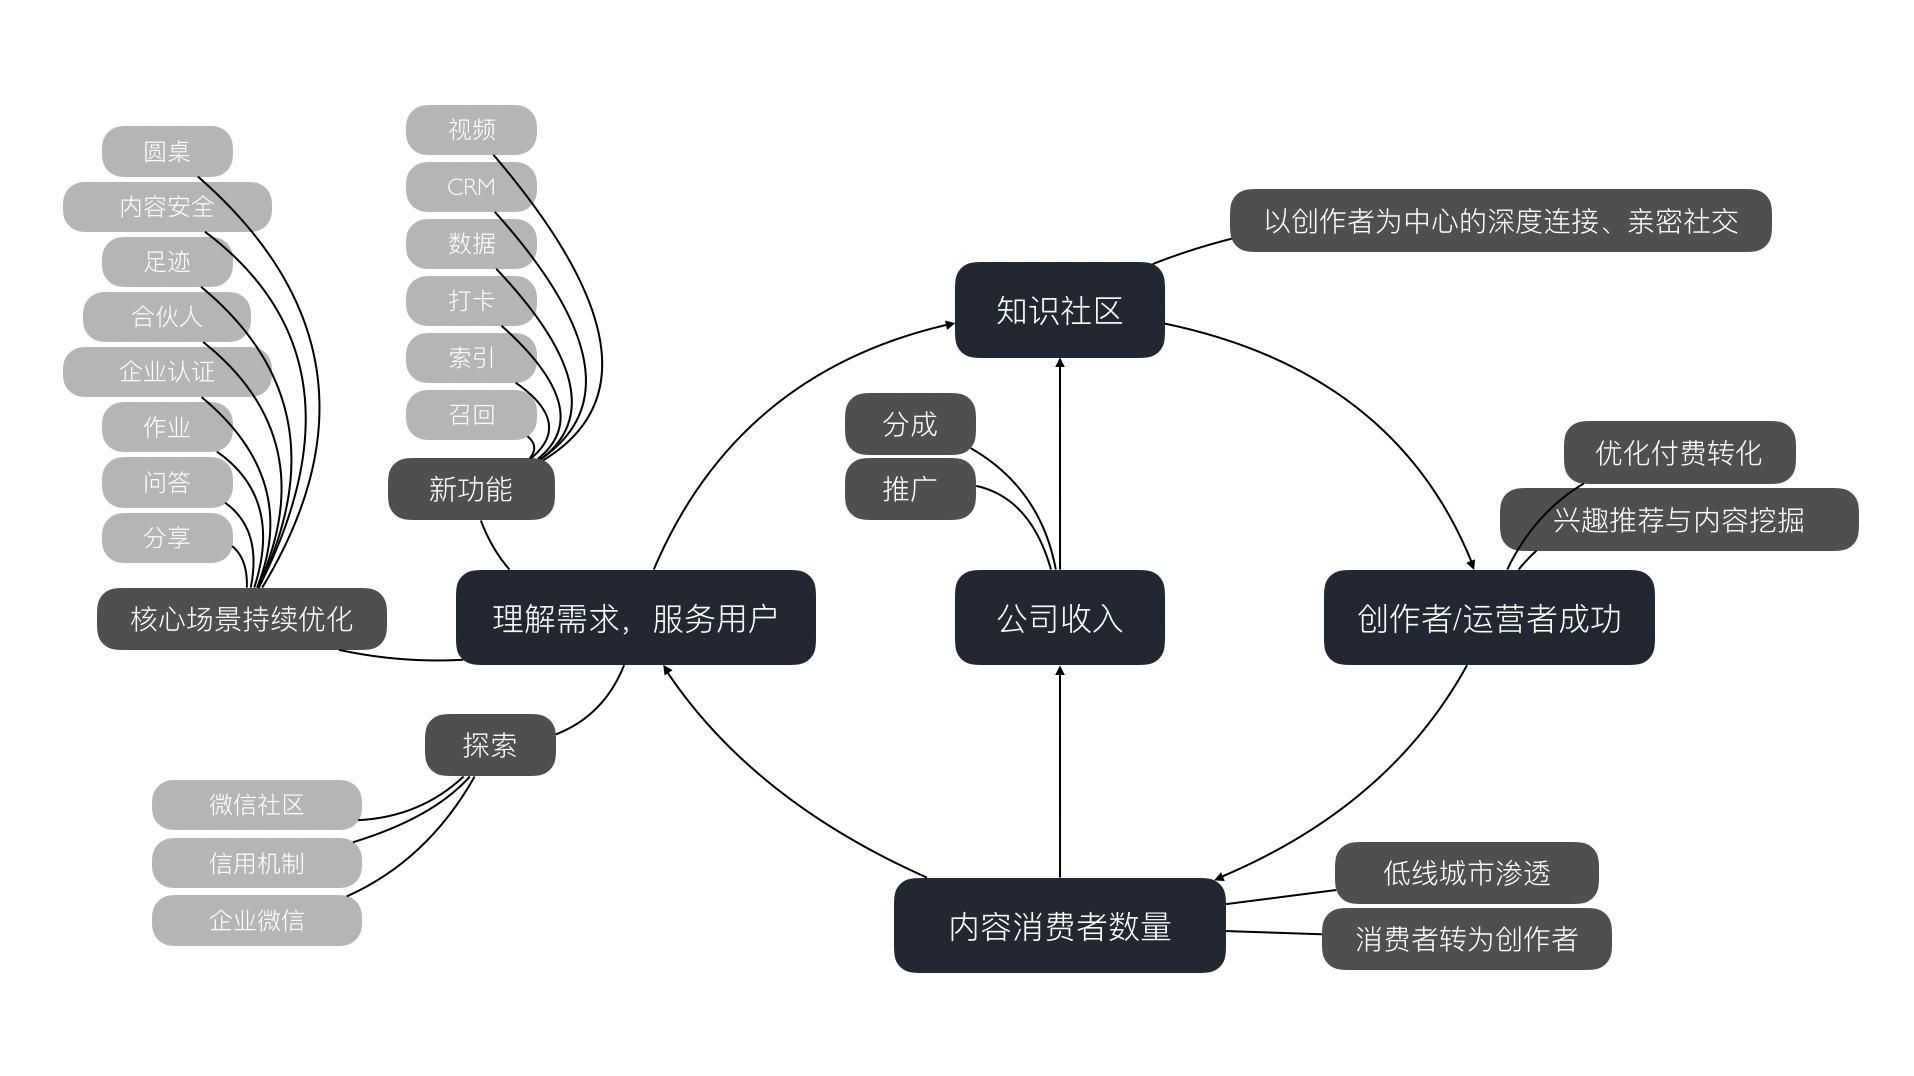 圆桌
内容安全
足迹
合伙人
企业认证
作业
问答
分享
核心场景持续优化
视频
CRM
数据
打卡
索引
召回
新功能
理解需求，服务用户
探索
微信社区
信用机制
企业微信
知识社区
以创作者为中心的深度连接、亲密社交
分成
推广
公司收入
优化付费转化
兴趣推荐与内容挖掘
创作者/运营者成功
内容消费者数量
低线城市渗透
消费者转为创作者